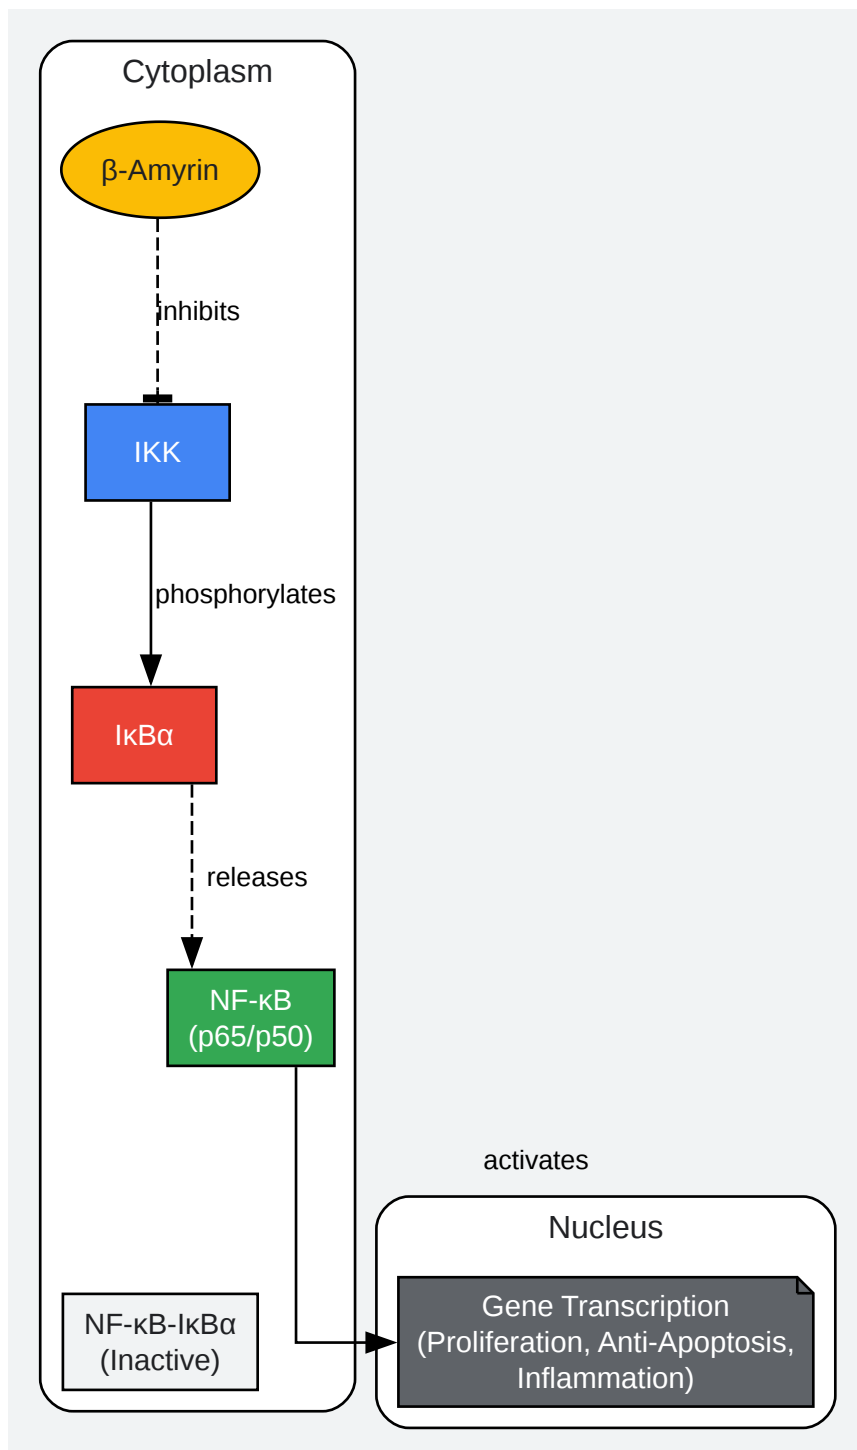 Cytoplasm
β-Amyrin
inhibits
IKK
phosphorylates
IκBα
releases
NF-κB
(p65/p50)
activates
Nucleus
Gene Transcription
(Proliferation, Anti-Apoptosis,
Inflammation)
NF-κB-IκBα
(Inactive)